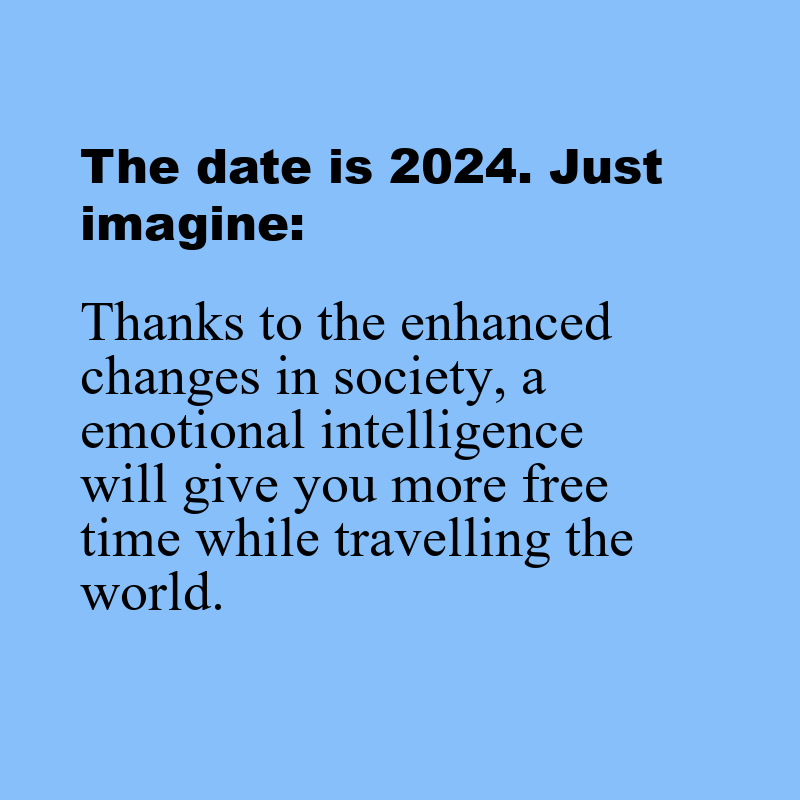 The date is 2024. Just
imagine:
Thanks to the enhanced
changes in society, a
emotional intelligence
will give you more free
time while travelling the
world.